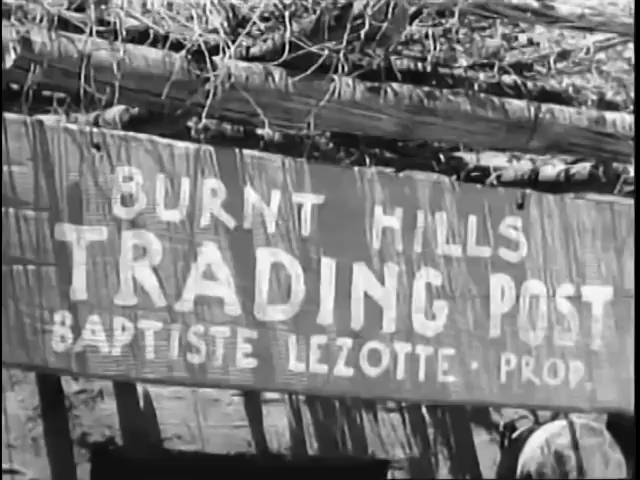 BURNT HILLS
TRADING POST
BAPTISTE LEZOTTE · PROP.